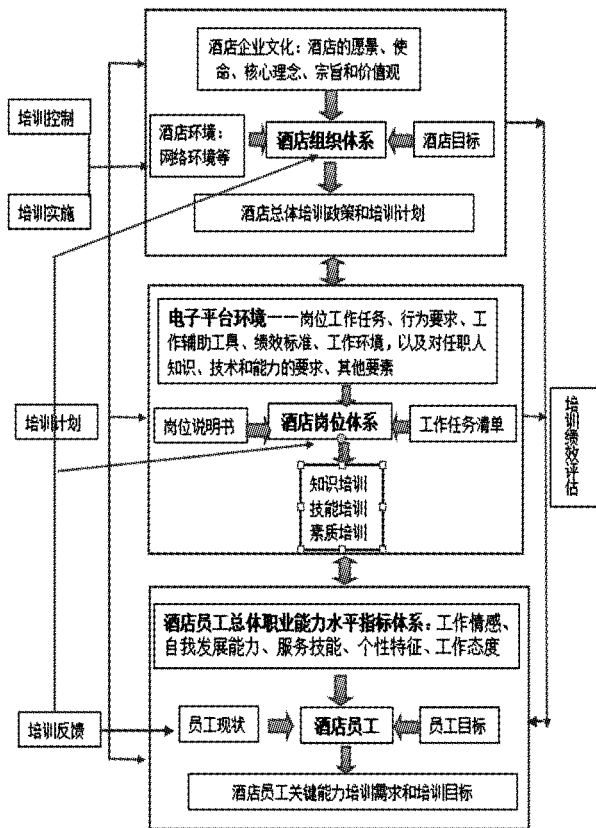 酒店企业文化：酒店的愿景、使
命、核心理念、宗旨和价值观
培训控制
酒店环境：
网络环境等
酒店组织体系
酒店目标
培训实施
酒店总体培训政策和培训计划
电子平台环境——岗位工作任务、行为要求、工
作辅助工具、绩效标准、工作环境，以及对任职人
知识、技术和能力的要求、其他要素
培训计划
岗位说明书
酒店岗位体系
工作任务清单
培训绩效评估
知识培训
技能培训
素质培训
酒店员工总体职业能力水平指标体系：工作情感、
自我发展能力、服务技能、个性特征、工作态度
培训反馈
员工现状
酒店员工
员工目标
酒店员工关键能力培训需求和培训目标